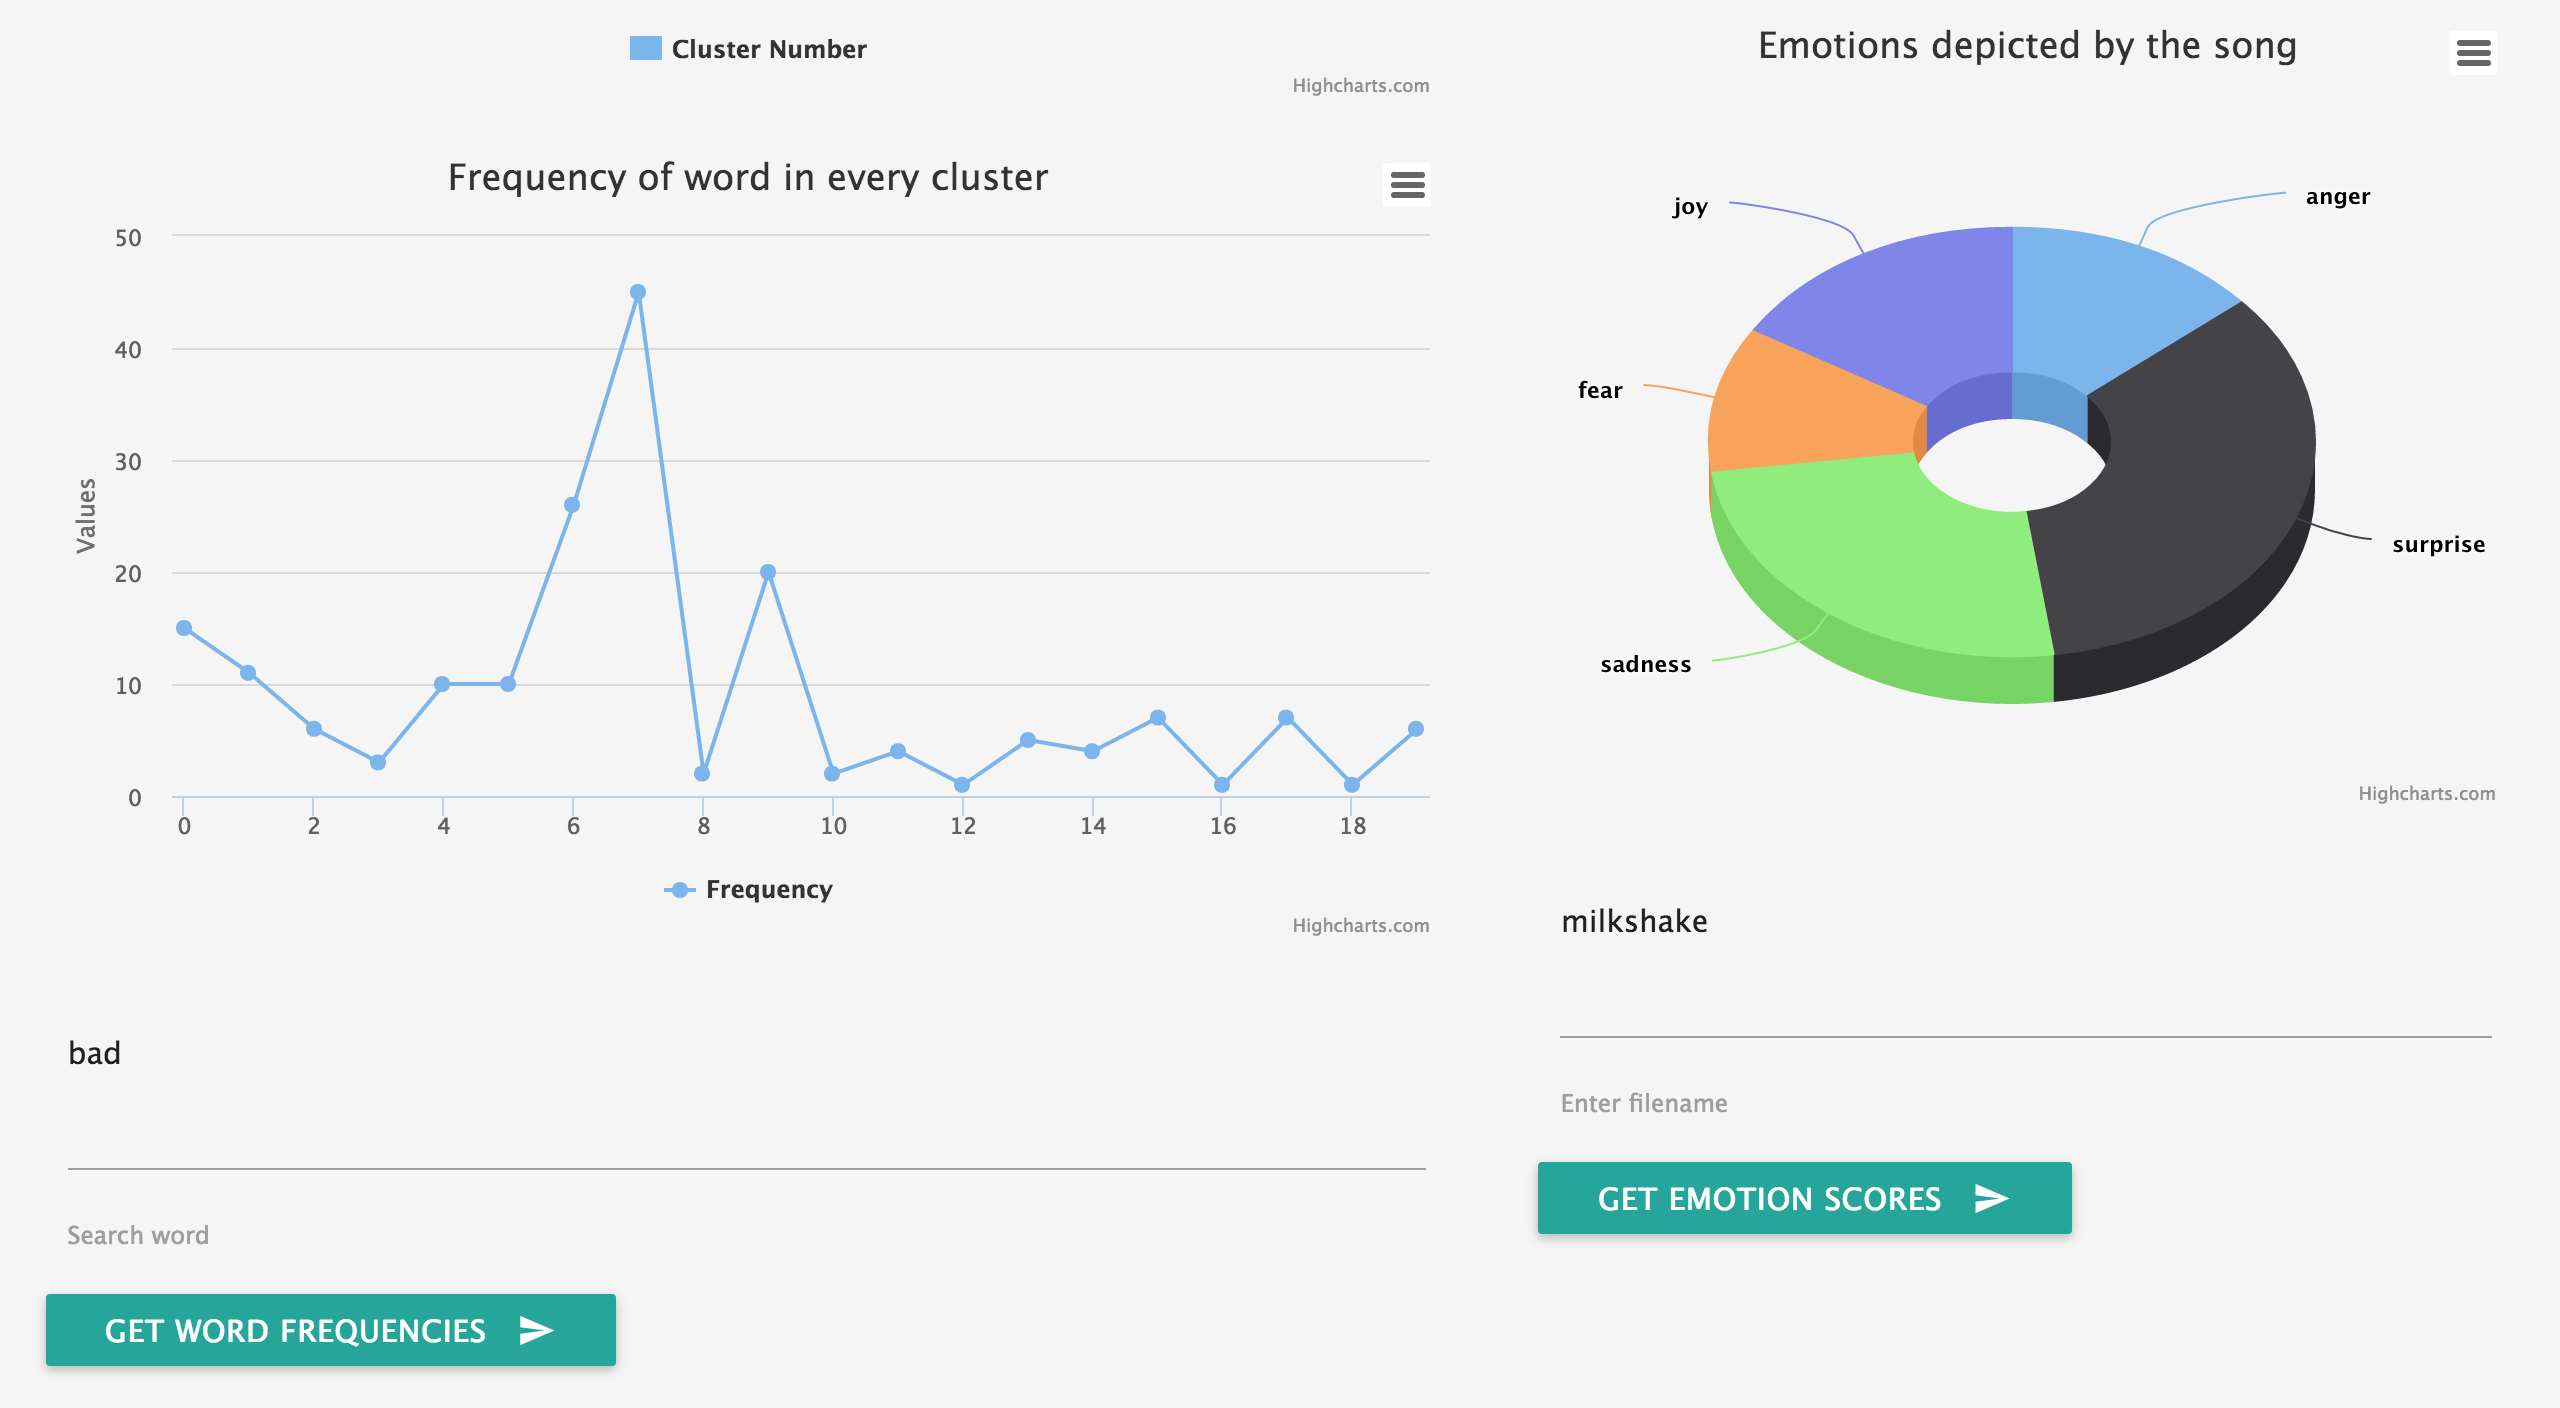 Cluster Number
Highcharts.com
Frequency of word in every cluster
50
40
30
20
10
0
Values
0 2 4 6 8 10 12 14 16 18
Frequency
Highcharts.com
bad
Search word
GET WORD FREQUENCIES
Emotions depicted by the song
joy
anger
fear
surprise
sadness
Highcharts.com
milkshake
Enter filename
GET EMOTION SCORES